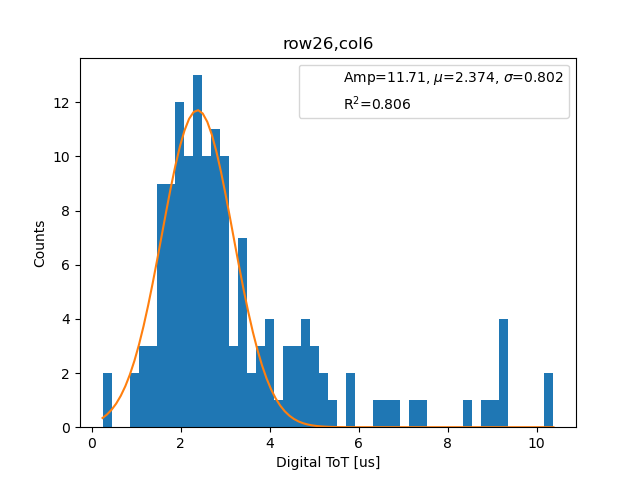 row26,col6
Amp=11.71, μ=2.374, σ=0.802
R²=0.806
12
10
8
6
4
2
0
Counts
0 2 4 6 8 10
Digital ToT [us]